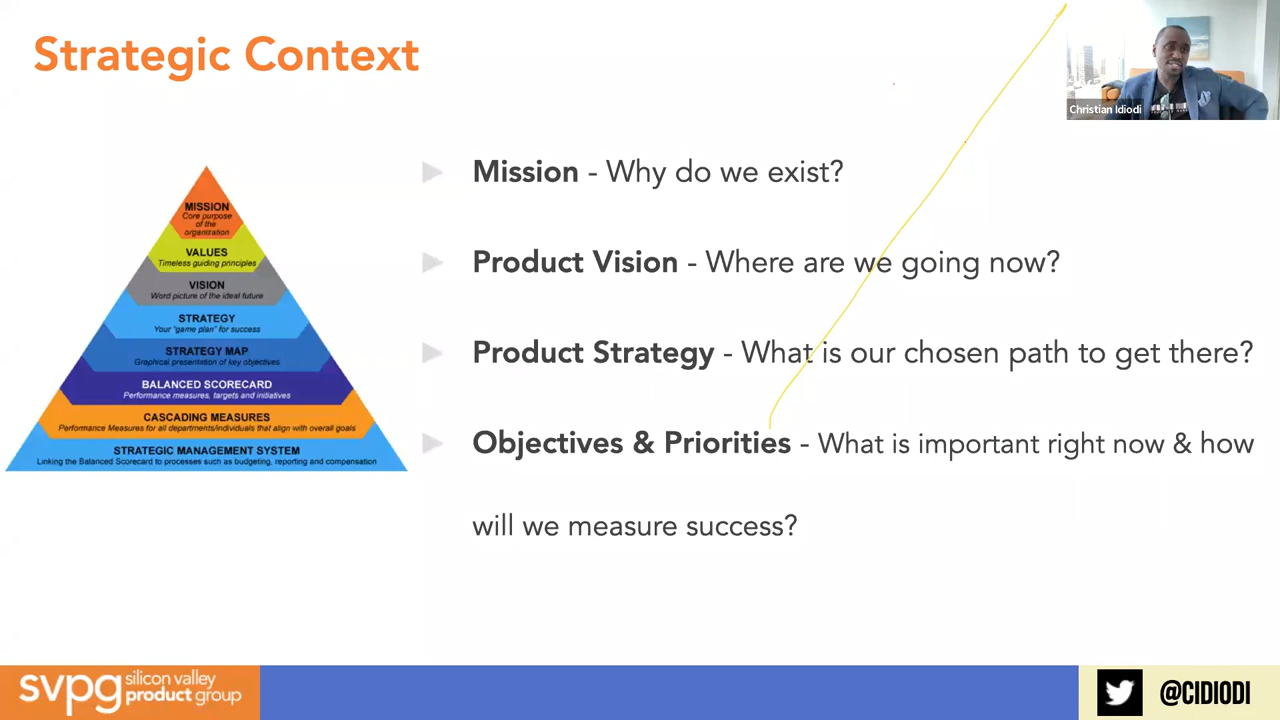 Strategic Context
Christian Idiodi
MISSION
Core purpose
of the
organization
VALUES
Timeless guiding principles
VISION
Word picture of the ideal future
STRATEGY
Your "game plan" for success
STRATEGY MAP
Graphical presentation of key objectives
BALANCED SCORECARD
Performance measures, targets and initiatives
CASCADING MEASURES
Performance Measures for all departments/individuals that align with overall goals
STRATEGIC MANAGEMENT SYSTEM
Linking the Balanced Scorecard to processes such as budgeting, reporting and compensation
Mission - Why do we exist?
Product Vision - Where are we going now?
Product Strategy - What is our chosen path to get there?
Objectives & Priorities - What is important right now & how
will we measure success?
svpg silicon valley
product group
@CIDIODI